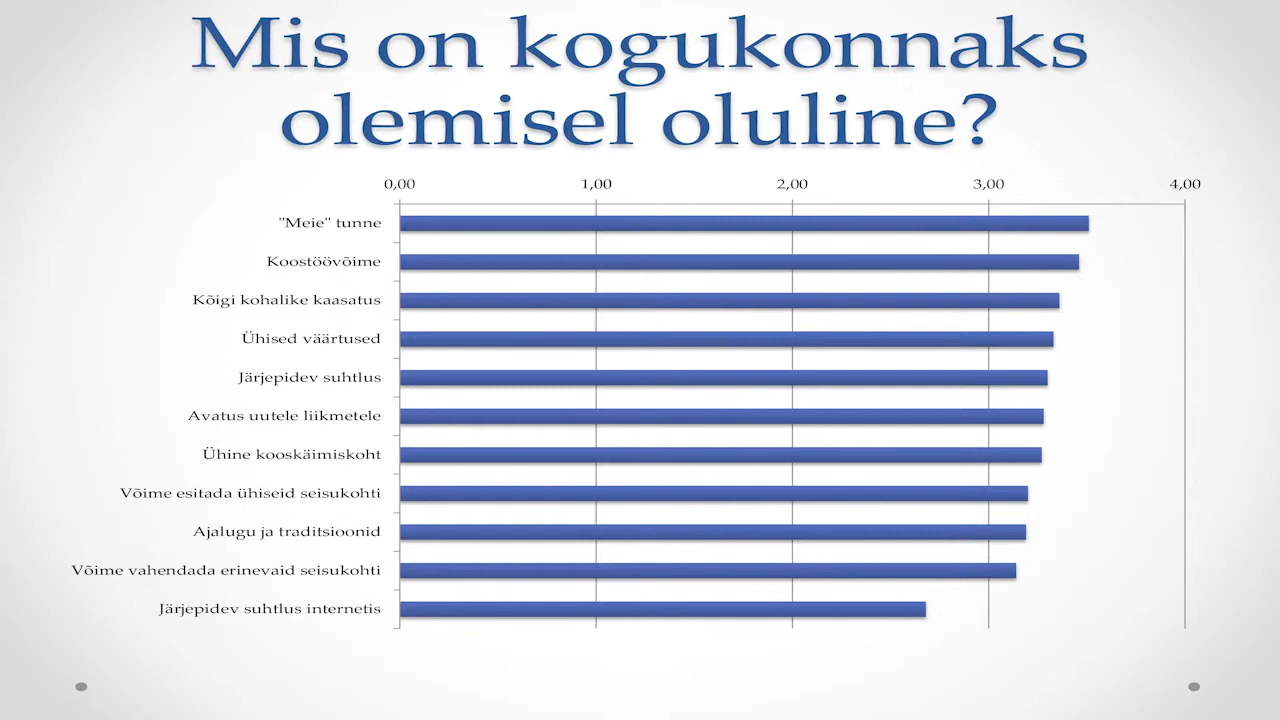 Mis on kogukonnaks
olemisel oluline?
0,00 1,00 2,00 3,00 4,00
"Meie" tunne
Koostöövõime
Kõigi kohalike kaasatus
Ühised väärtused
Järjepidev suhtlus
Avatus uutele liikmetele
Ühine kooskäimiskoht
Võime esitada ühiseid seisukohti
Ajalugu ja traditsioonid
Võime vahendada erinevaid seisukohti
Järjepidev suhtlus internetis